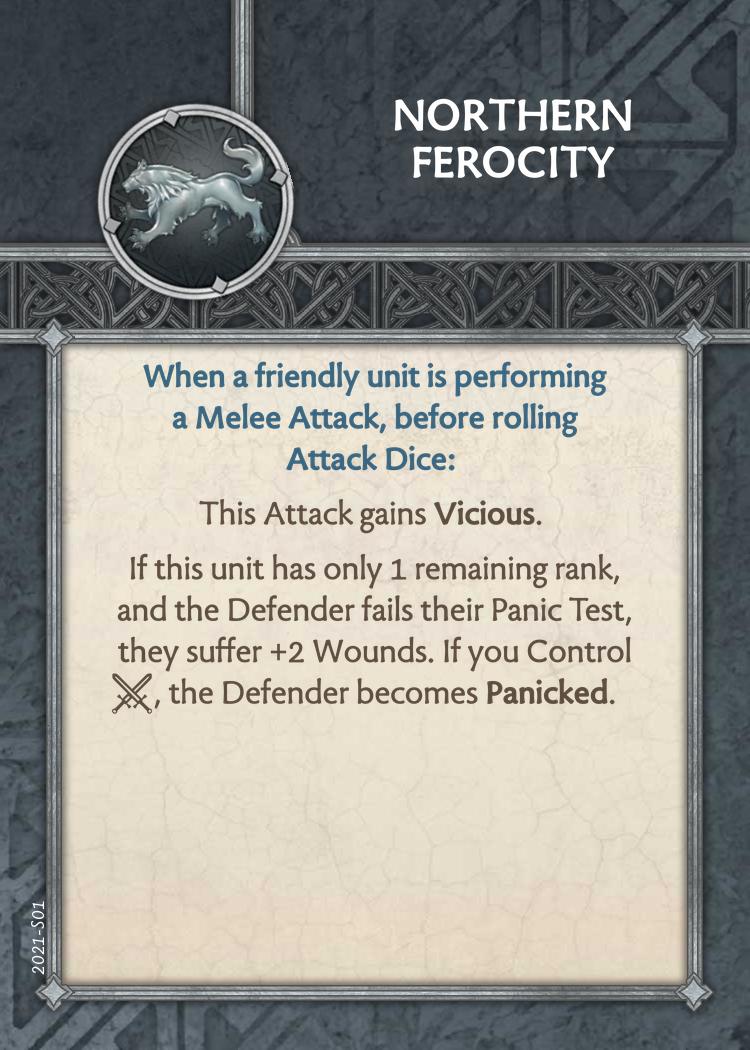 NORTHERN
FEROCITY
When a friendly unit is performing
a Melee Attack, before rolling
Attack Dice:
This Attack gains Vicious.
If this unit has only 1 remaining rank,
and the Defender fails their Panic Test,
they suffer +2 Wounds. If you Control
, the Defender becomes Panicked.
2021-S01